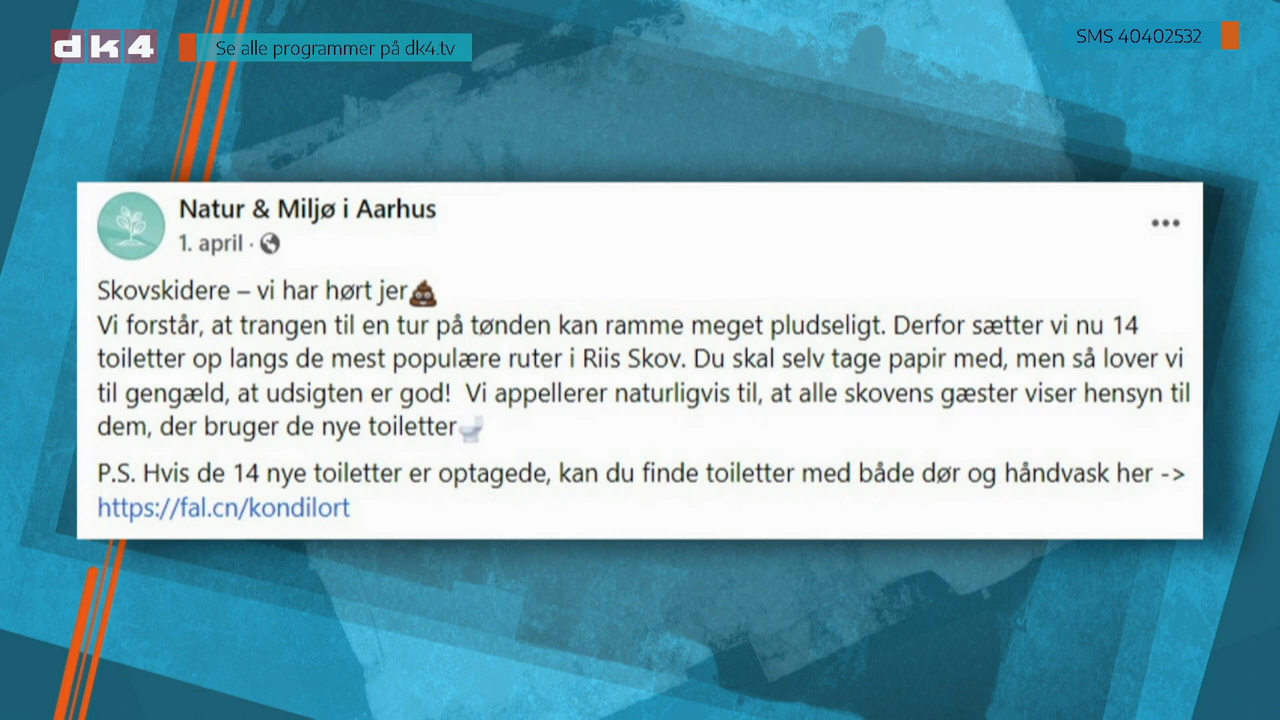 dk4
Se alle programmer på dk4.tv
SMS 40402532
Natur & Miljø i Aarhus
1. april ·
Skovskidere – vi har hørt jer💩
Vi forstår, at trangen til en tur på tønden kan ramme meget pludseligt. Derfor sætter vi nu 14
toiletter op langs de mest populære ruter i Riis Skov. Du skal selv tage papir med, men så lover vi
til gengæld, at udsigten er god! Vi appellerer naturligvis til, at alle skovens gæster viser hensyn til
dem, der bruger de nye toiletter🚽
P.S. Hvis de 14 nye toiletter er optagede, kan du finde toiletter med både dør og håndvask her ->
https://fal.cn/kondilort